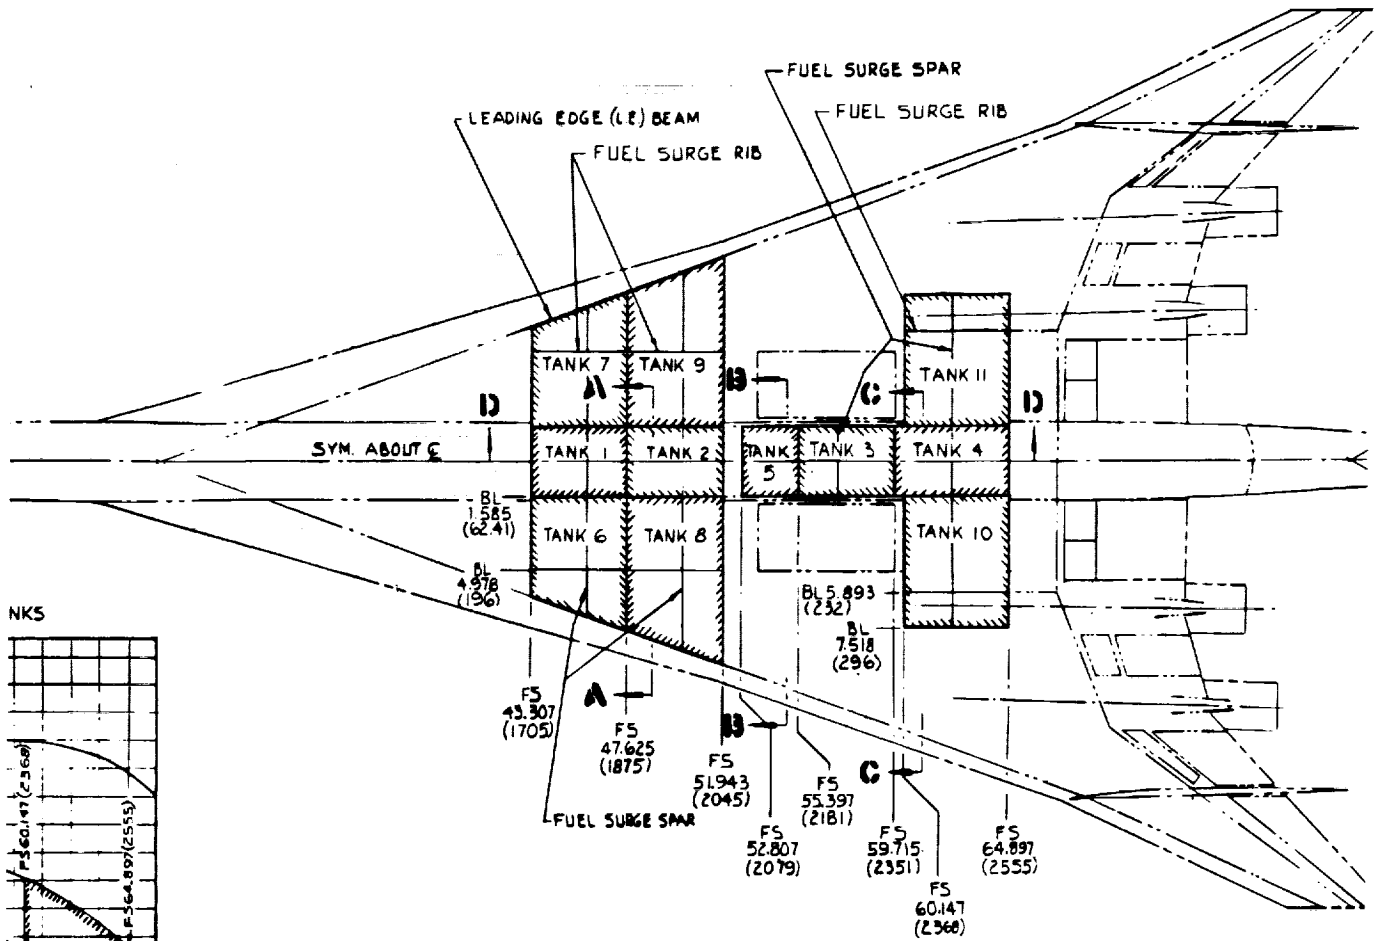 FUEL SURGE SPAR
FUEL SURGE RIB
LEADING EDGE (LE) BEAM
FUEL SURGE RIB
TANK 7
TANK 9
TANK 11
A
B
C
D
D
SYM. ABOUT ℄
TANK 1
TANK 2
TANK
5
TANK 3
TANK 4
BL
1.585
(62.41)
TANK 6
TANK 8
TANK 10
BL
4.978
(196)
BL 5.893
(232)
BL
7.518
(296)
NKS
FS
43.307
(1705)
A
FS
47.625
(1875)
B
FS
51.943
(2045)
C
FS
55.397
(2181)
FUEL SURGE SPAR
FS
52.807
(2079)
FS
59.715
(2351)
FS
64.897
(2555)
FS
60.147
(2368)
FS 60.147 (2368)
FS 64.897 (2555)